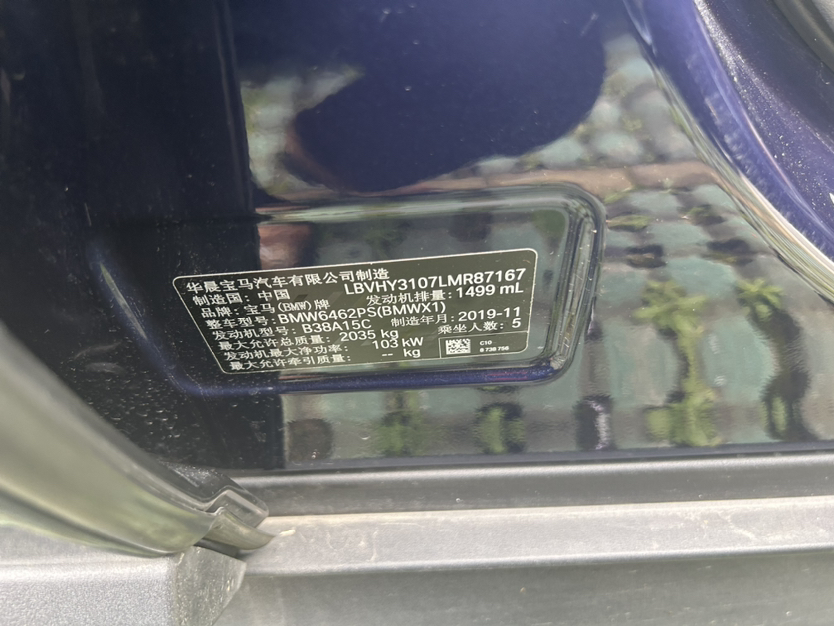 华晨宝马汽车有限公司制造
制造国：中国 LBVHY3107LMR87167
品牌：宝马(BMW)牌 发动机排量：1499 mL
整车型号：BMW6462PS(BMWX1)
发动机型号：B38A15C 制造年月：2019-11
最大允许总质量： 2035 kg 乘坐人数：5
发动机最大净功率： 103 kW
最大允许牵引质量： -- kg
C10
8 738 758